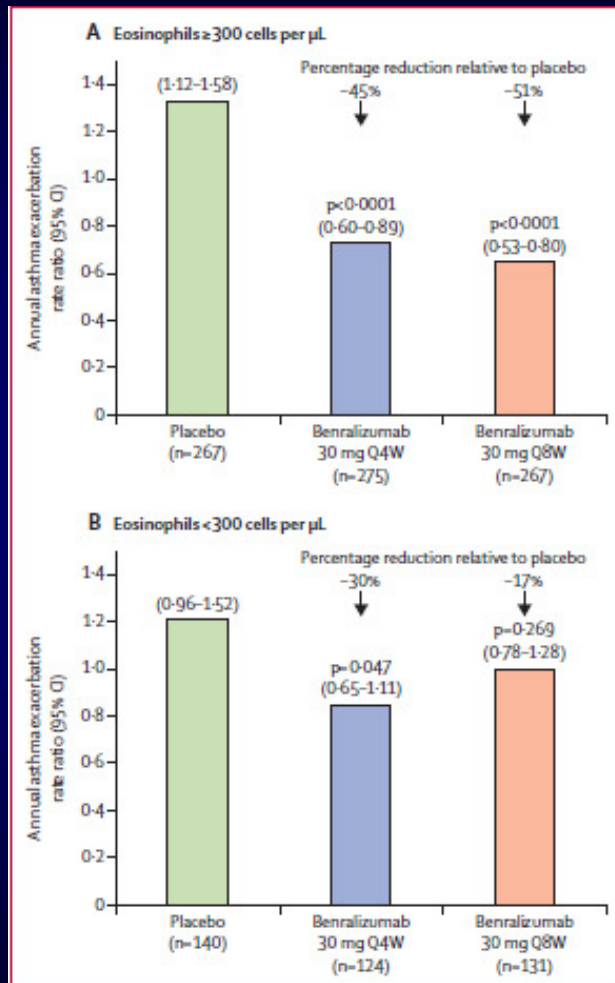 A Eosinophils ≥300 cells per µL
Percentage reduction relative to placebo
–45%
–51%
(1·12–1·58)
p<0·0001
(0·60–0·89)
p<0·0001
(0·53–0·80)
Annual asthma exacerbation
rate ratio (95% CI)
1·4
1·2
1·0
0·8
0·6
0·4
0·2
0
Placebo
(n=267)
Benralizumab
30 mg Q4W
(n=275)
Benralizumab
30 mg Q8W
(n=267)
B Eosinophils <300 cells per µL
Percentage reduction relative to placebo
–30%
–17%
(0·96–1·52)
p=0·047
(0·65–1·11)
p=0·269
(0·78–1·28)
Annual asthma exacerbation
rate ratio (95% CI)
1·4
1·2
1·0
0·8
0·6
0·4
0·2
0
Placebo
(n=140)
Benralizumab
30 mg Q4W
(n=124)
Benralizumab
30 mg Q8W
(n=131)